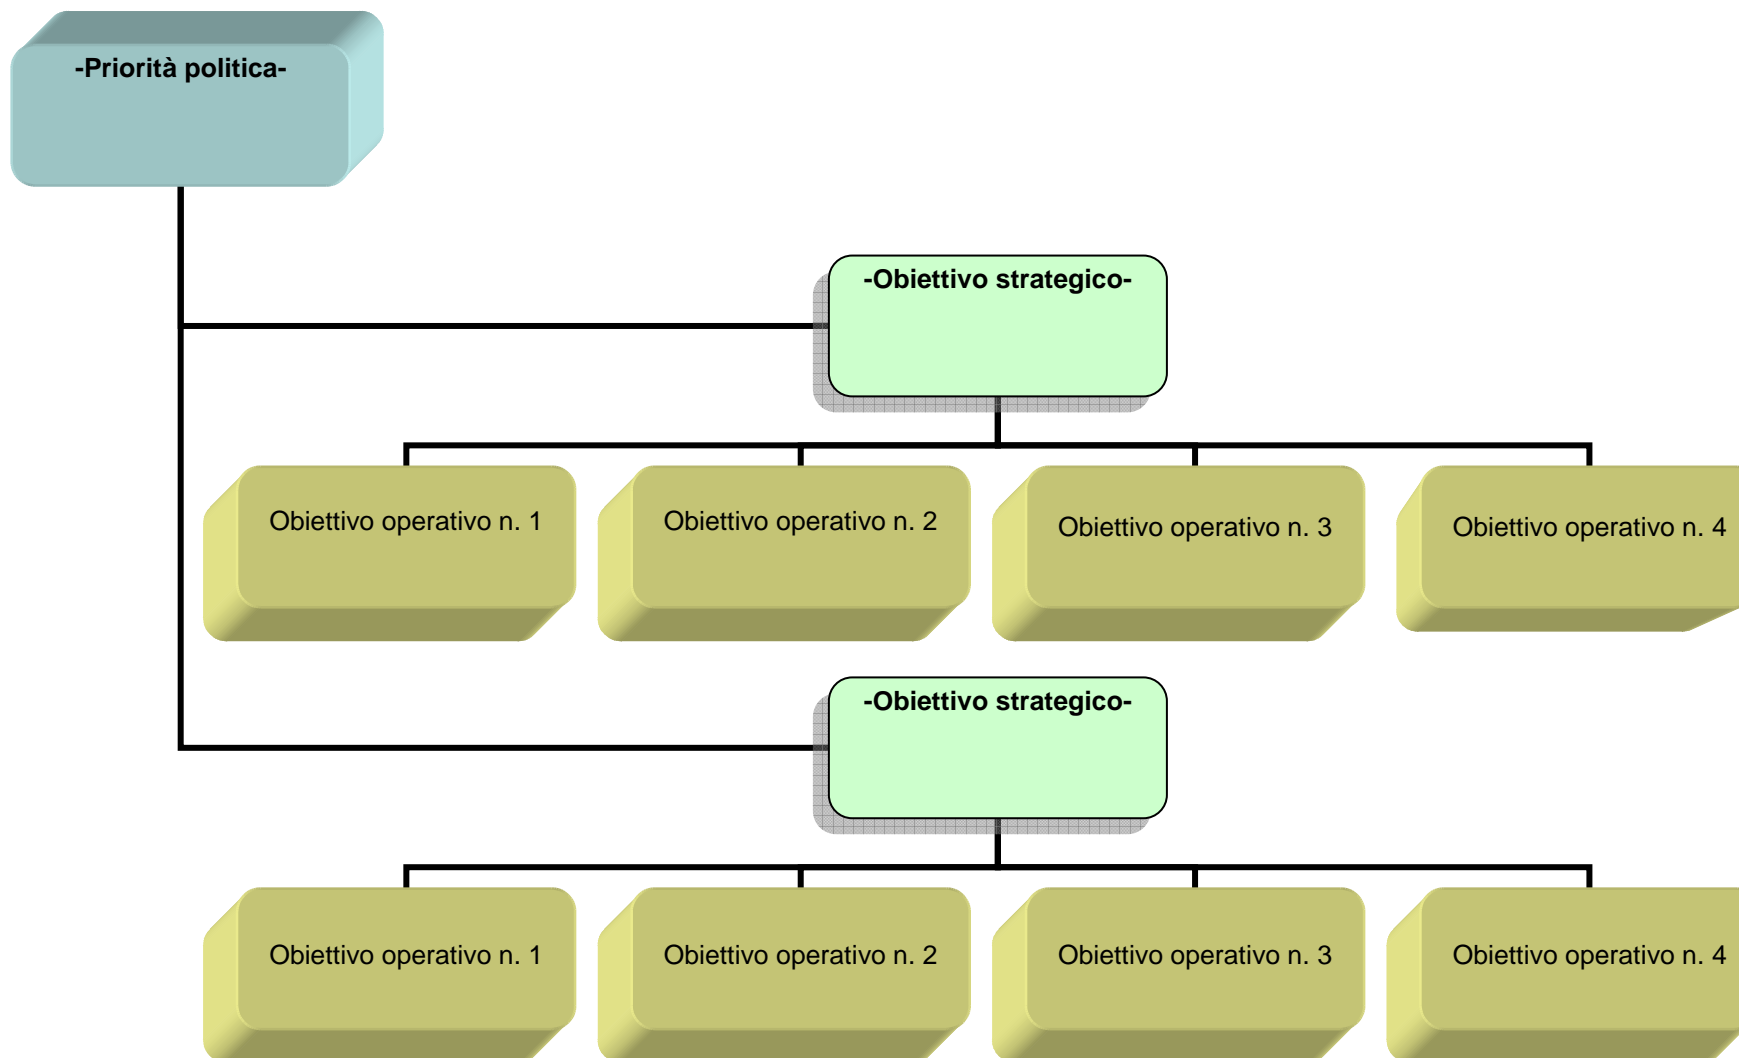 -Priorità politica-
-Obiettivo strategico-
Obiettivo operativo n. 1
Obiettivo operativo n. 2
Obiettivo operativo n. 3
Obiettivo operativo n. 4
-Obiettivo strategico-
Obiettivo operativo n. 1
Obiettivo operativo n. 2
Obiettivo operativo n. 3
Obiettivo operativo n. 4